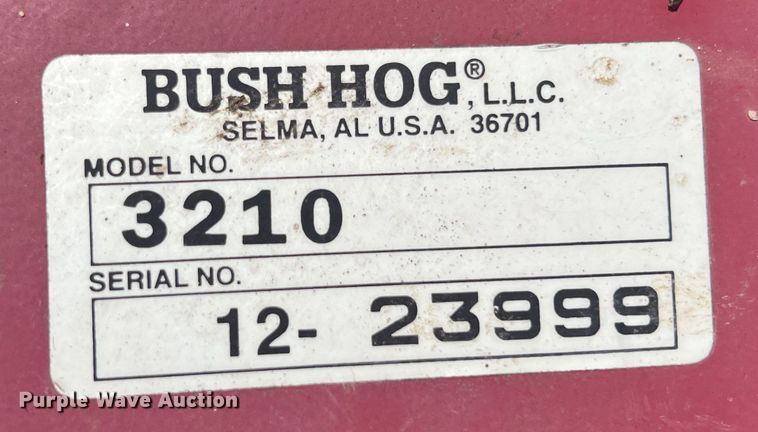 BUSH HOG®, L.L.C.
SELMA, AL U.S.A. 36701
MODEL NO.
3210
SERIAL NO.
12- 23999
Purple Wave Auction